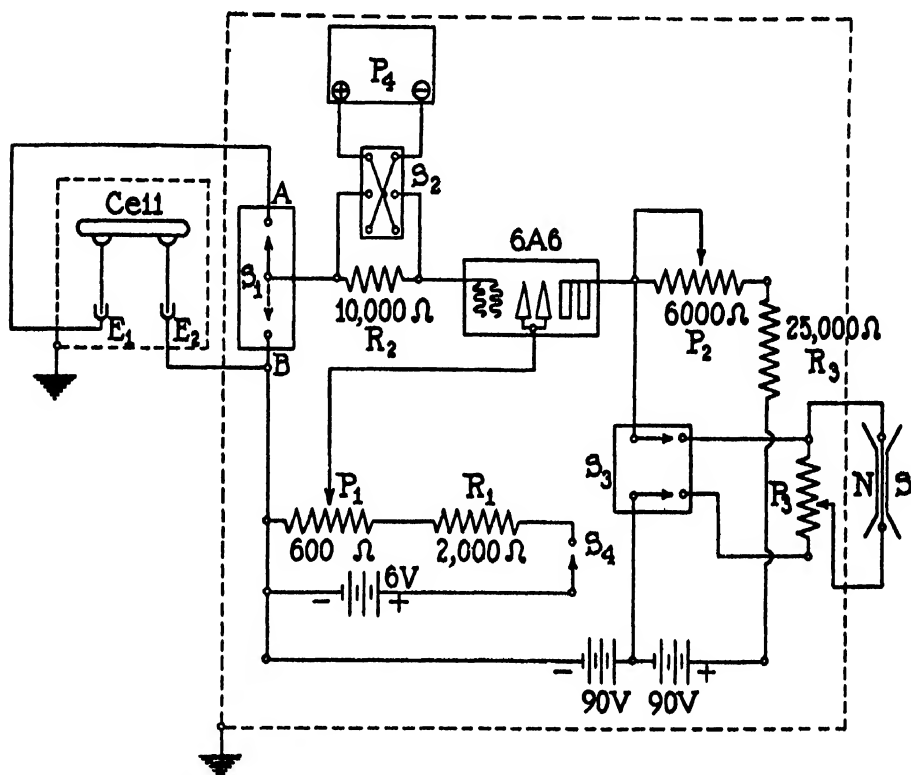 P₄
⊕ ⊖
S₂
A
Cell
S₁
6A6
10,000 Ω
R₂
6000 Ω
P₂
25,000 Ω
R₃
E₁ E₂
B
S₃
P₃
N S
P₁ R₁
600 Ω 2,000 Ω
S₄
6V
- +
- +
90V 90V